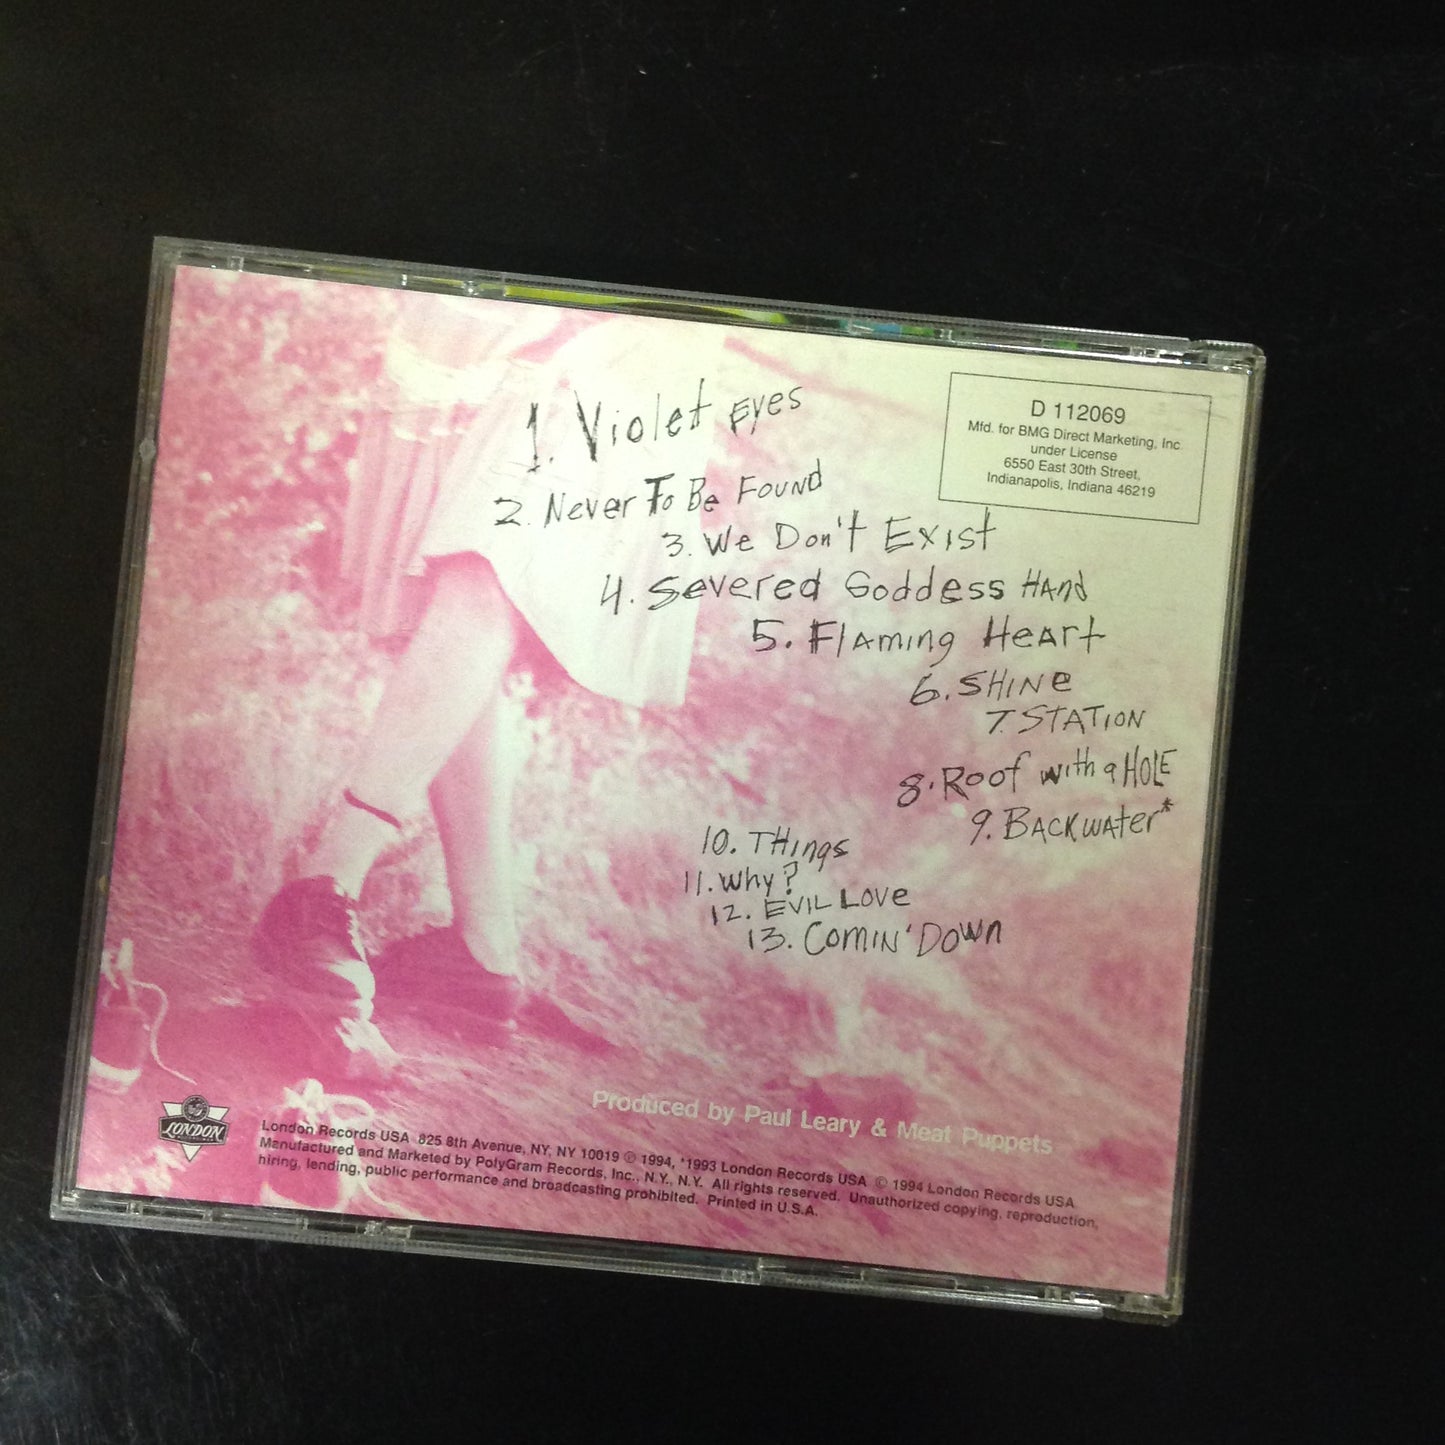 1. Violet Eyes
2. Never To Be Found
3. We Don't Exist
4. Severed Goddess Hand
5. Flaming Heart
6. SHINe
7. STATION
8. Roof with a HOLE
9. BACKwater*
10. THings
11. Why?
12. EVIL LOVe
13. COMIN' DOWn
D 112069
Mfd. for BMG Direct Marketing, Inc
under License
6550 East 30th Street,
Indianapolis, Indiana 46219
Produced by Paul Leary & Meat Puppets
LONDON
London Records USA 825 8th Avenue, NY, NY 10019 ℗ 1994, *1993 London Records USA © 1994 London Records USA
Manufactured and Marketed by PolyGram Records, Inc., N.Y., N.Y. All rights reserved. Unauthorized copying, reproduction,
hiring, lending, public performance and broadcasting prohibited. Printed in U.S.A.